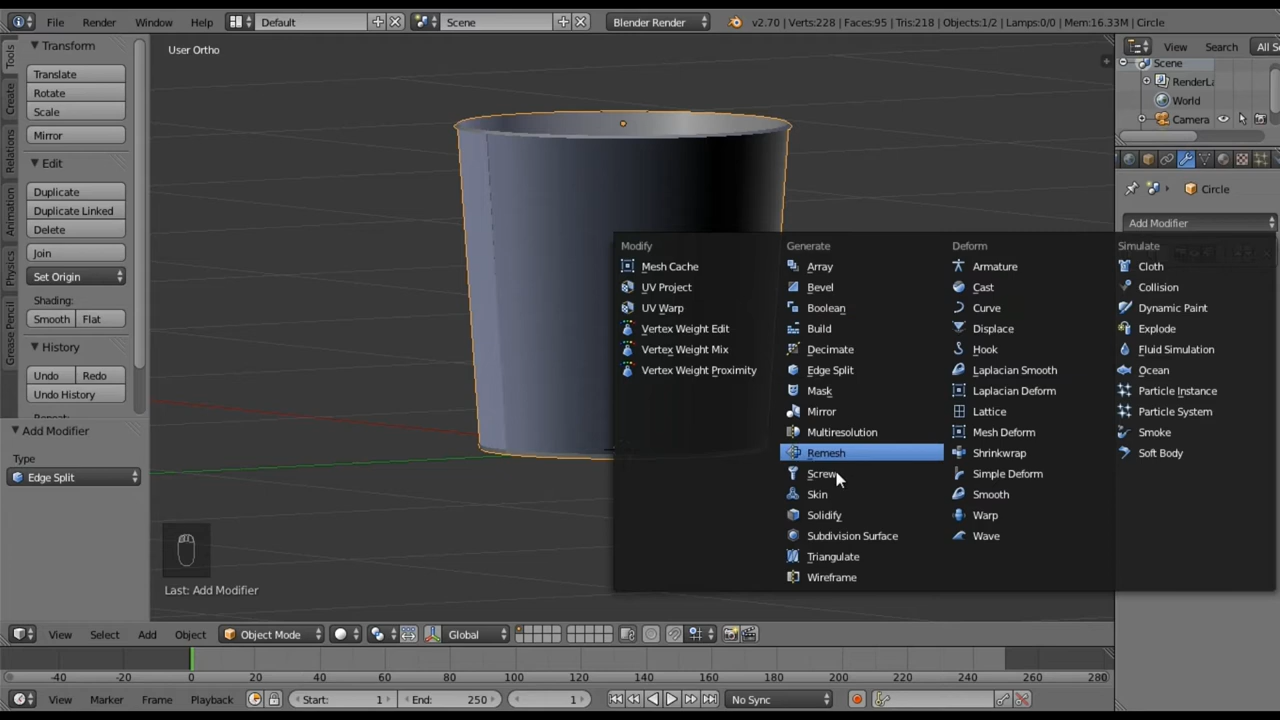 File Render Window Help Default Scene Blender Render v2.70 | Verts:228 | Faces:95 | Tris:218 | Objects:1/2 | Lamps:0/0 | Mem:16.33M | Circle
User Ortho
View Search All
Scene
World
Camera
Circle
Add Modifier
Tools
Create
Relations
Animation
Physics
Grease Pencil
Transform
Translate
Rotate
Scale
Mirror
Edit
Duplicate
Duplicate Linked
Delete
Join
Set Origin
Shading:
Smooth Flat
History
Undo Redo
Undo History
Add Modifier
Type
Edge Split
Modify
Mesh Cache
UV Project
UV Warp
Vertex Weight Edit
Vertex Weight Mix
Vertex Weight Proximity
Generate
Array
Bevel
Boolean
Build
Decimate
Edge Split
Mask
Mirror
Multiresolution
Remesh
Screw
Skin
Solidify
Subdivision Surface
Triangulate
Wireframe
Deform
Armature
Cast
Curve
Displace
Hook
Laplacian Smooth
Laplacian Deform
Lattice
Mesh Deform
Shrinkwrap
Simple Deform
Smooth
Warp
Wave
Simulate
Cloth
Collision
Dynamic Paint
Explode
Fluid Simulation
Ocean
Particle Instance
Particle System
Smoke
Soft Body
Last: Add Modifier
View Select Add Object Object Mode Global
-40 -20 0 20 40 60 80 100 120 140 160 180 200 220 240 260 280
View Marker Frame Playback Start: 1 End: 250 1 No Sync